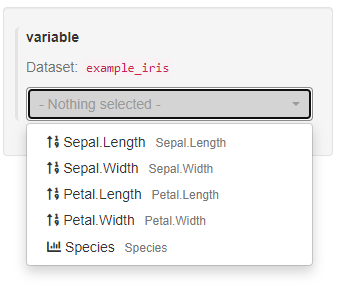 variable
Dataset: example_iris
- Nothing selected -
Sepal.Length Sepal.Length
Sepal.Width Sepal.Width
Petal.Length Petal.Length
Petal.Width Petal.Width
Species Species